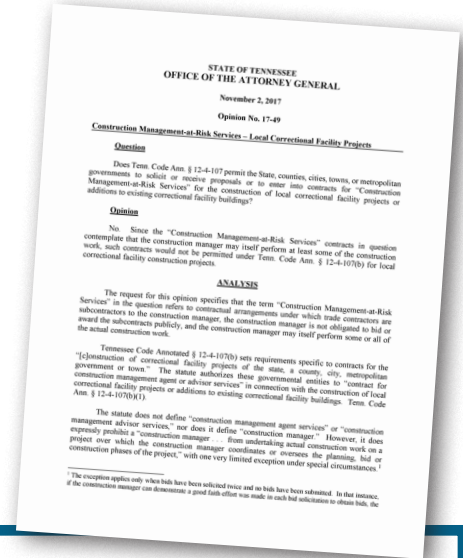 STATE OF TENNESSEE
OFFICE OF THE ATTORNEY GENERAL
November 2, 2017
Opinion No. 17-49
Construction Management-at-Risk Services – Local Correctional Facility Projects
Question
Does Tenn. Code Ann. § 12-4-107 permit the State, counties, cities, towns, or metropolitan
governments to solicit or receive proposals or to enter into contracts for "Construction
Management-at-Risk Services" for the construction of local correctional facility projects or
additions to existing correctional facility buildings?
Opinion
No. Since the "Construction Management-at-Risk Services" contracts in question
contemplate that the construction manager may itself perform at least some of the construction
work, such contracts would not be permitted under Tenn. Code Ann. § 12-4-107(b) for local
correctional facility construction projects.
ANALYSIS
The request for this opinion specifies that the term "Construction Management-at-Risk
Services" in the question refers to contractual arrangements under which trade contractors are
subcontractors to the construction manager, the construction manager is not obligated to bid or
award the subcontracts publicly, and the construction manager may itself perform some or all of
the actual construction work.
Tennessee Code Annotated § 12-4-107(b) sets requirements specific to contracts for the
"[c]onstruction of correctional facility projects of the state, a county, city, metropolitan
government or town." The statute authorizes these governmental entities to "contract for
construction management agent or advisor services" in connection with the construction of local
correctional facility projects or additions to existing correctional facility buildings. Tenn. Code
Ann. § 12-4-107(b)(1).
The statute does not define "construction management agent services" or "construction
management advisor services," nor does it define "construction manager." However, it does
expressly prohibit a "construction manager . . . from undertaking actual construction work on a
project over which the construction manager coordinates or oversees the planning, bid or
construction phases of the project," with one very limited exception under special circumstances.¹
¹ The exception applies only when bids have been solicited twice and no bids have been submitted. In that instance,
if the construction manager can demonstrate a good faith effort was made in each bid solicitation to obtain bids, the